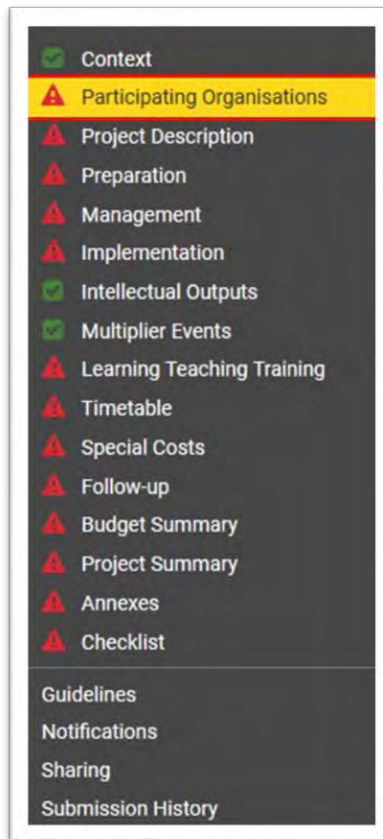 Context
Participating Organisations
Project Description
Preparation
Management
Implementation
Intellectual Outputs
Multiplier Events
Learning Teaching Training
Timetable
Special Costs
Follow-up
Budget Summary
Project Summary
Annexes
Checklist
Guidelines
Notifications
Sharing
Submission History